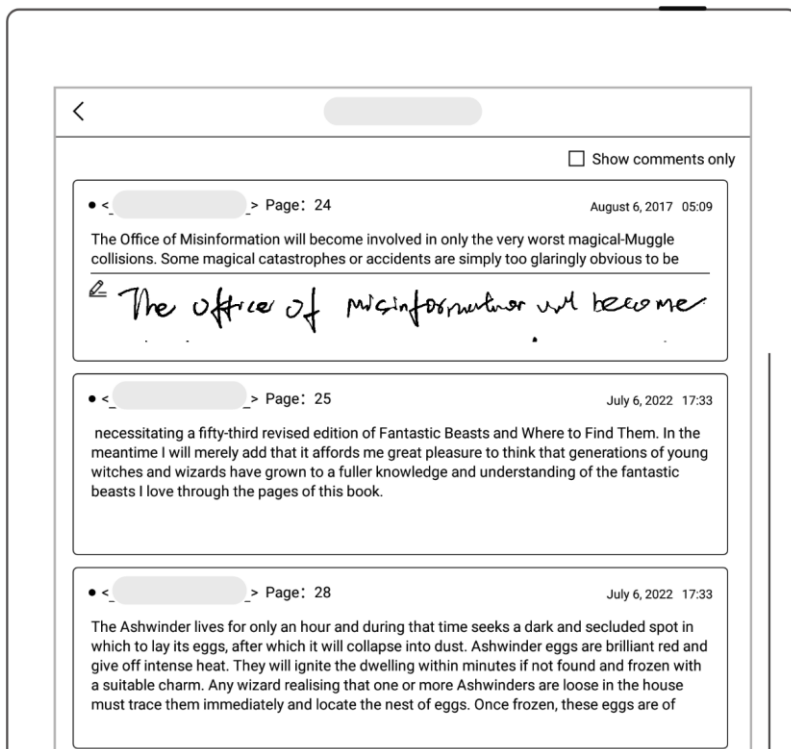 Show comments only
• <_ _> Page: 24 August 6, 2017 05:09
The Office of Misinformation will become involved in only the very worst magical-Muggle
collisions. Some magical catastrophes or accidents are simply too glaringly obvious to be
The office of misinformation will become
• <_ _> Page: 25 July 6, 2022 17:33
necessitating a fifty-third revised edition of Fantastic Beasts and Where to Find Them. In the
meantime I will merely add that it affords me great pleasure to think that generations of young
witches and wizards have grown to a fuller knowledge and understanding of the fantastic
beasts I love through the pages of this book.
• <_ _> Page: 28 July 6, 2022 17:33
The Ashwinder lives for only an hour and during that time seeks a dark and secluded spot in
which to lay its eggs, after which it will collapse into dust. Ashwinder eggs are brilliant red and
give off intense heat. They will ignite the dwelling within minutes if not found and frozen with
a suitable charm. Any wizard realising that one or more Ashwinders are loose in the house
must trace them immediately and locate the nest of eggs. Once frozen, these eggs are of